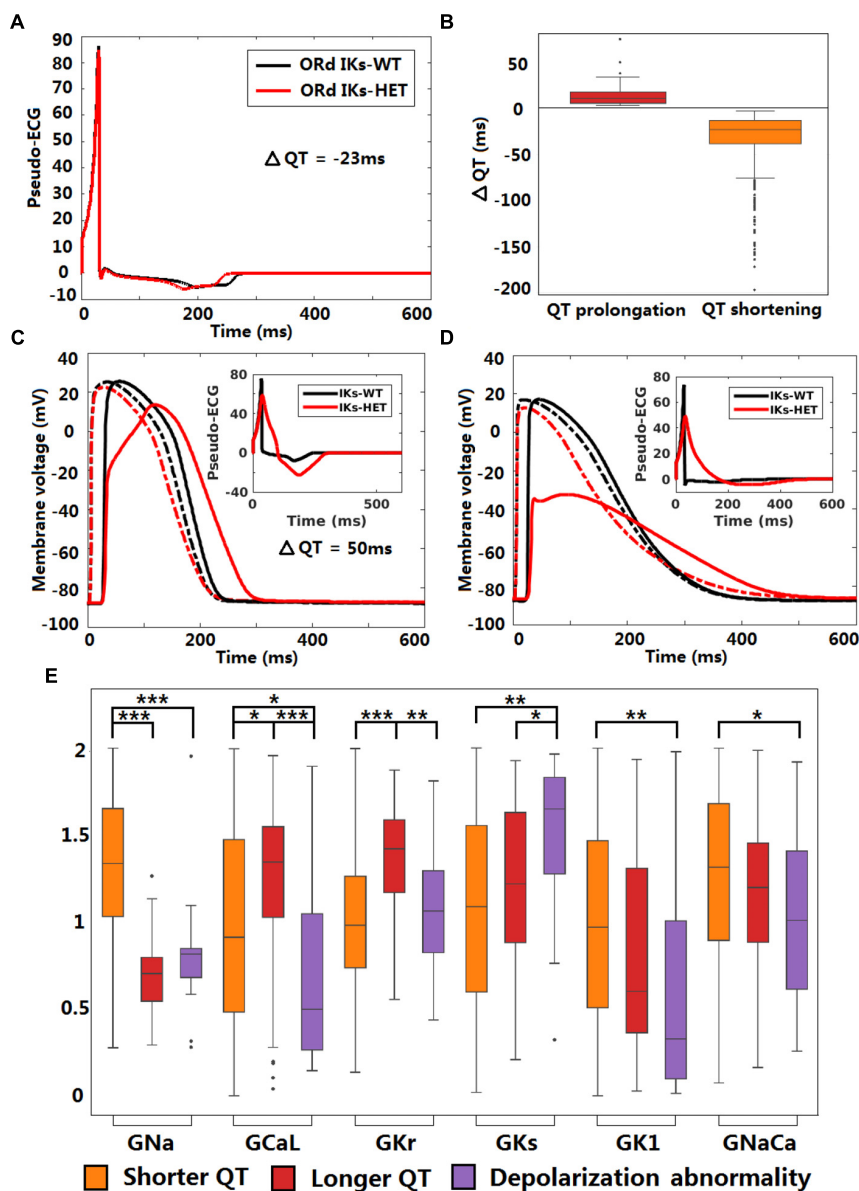 A
Pseudo-ECG
90
80
70
60
50
40
30
20
10
0
-10
ORd IKs-WT
ORd IKs-HET
△ QT = -23ms
0
200
400
600
Time (ms)
B
△QT (ms)
50
0
-50
-100
-150
-200
QT prolongation
QT shortening
C
Membrane voltage (mV)
40
20
0
-20
-40
-60
-80
-100
Pseudo-ECG
80
40
0
-40
IKs-WT
IKs-HET
500
Time (ms)
△ QT = 50ms
0
200
400
600
Time (ms)
D
Membrane voltage (mV)
40
20
0
-20
-40
-60
-80
-100
Pseudo-ECG
80
60
40
20
0
IKs-WT
IKs-HET
0
200
400
600
Time (ms)
0
200
400
600
Time (ms)
E
2
1.5
1
0.5
0
***
***
*
*
***
***
**
**
*
**
*
GNa
GCaL
GKr
GKs
GK1
GNaCa
Shorter QT
Longer QT
Depolarization abnormality